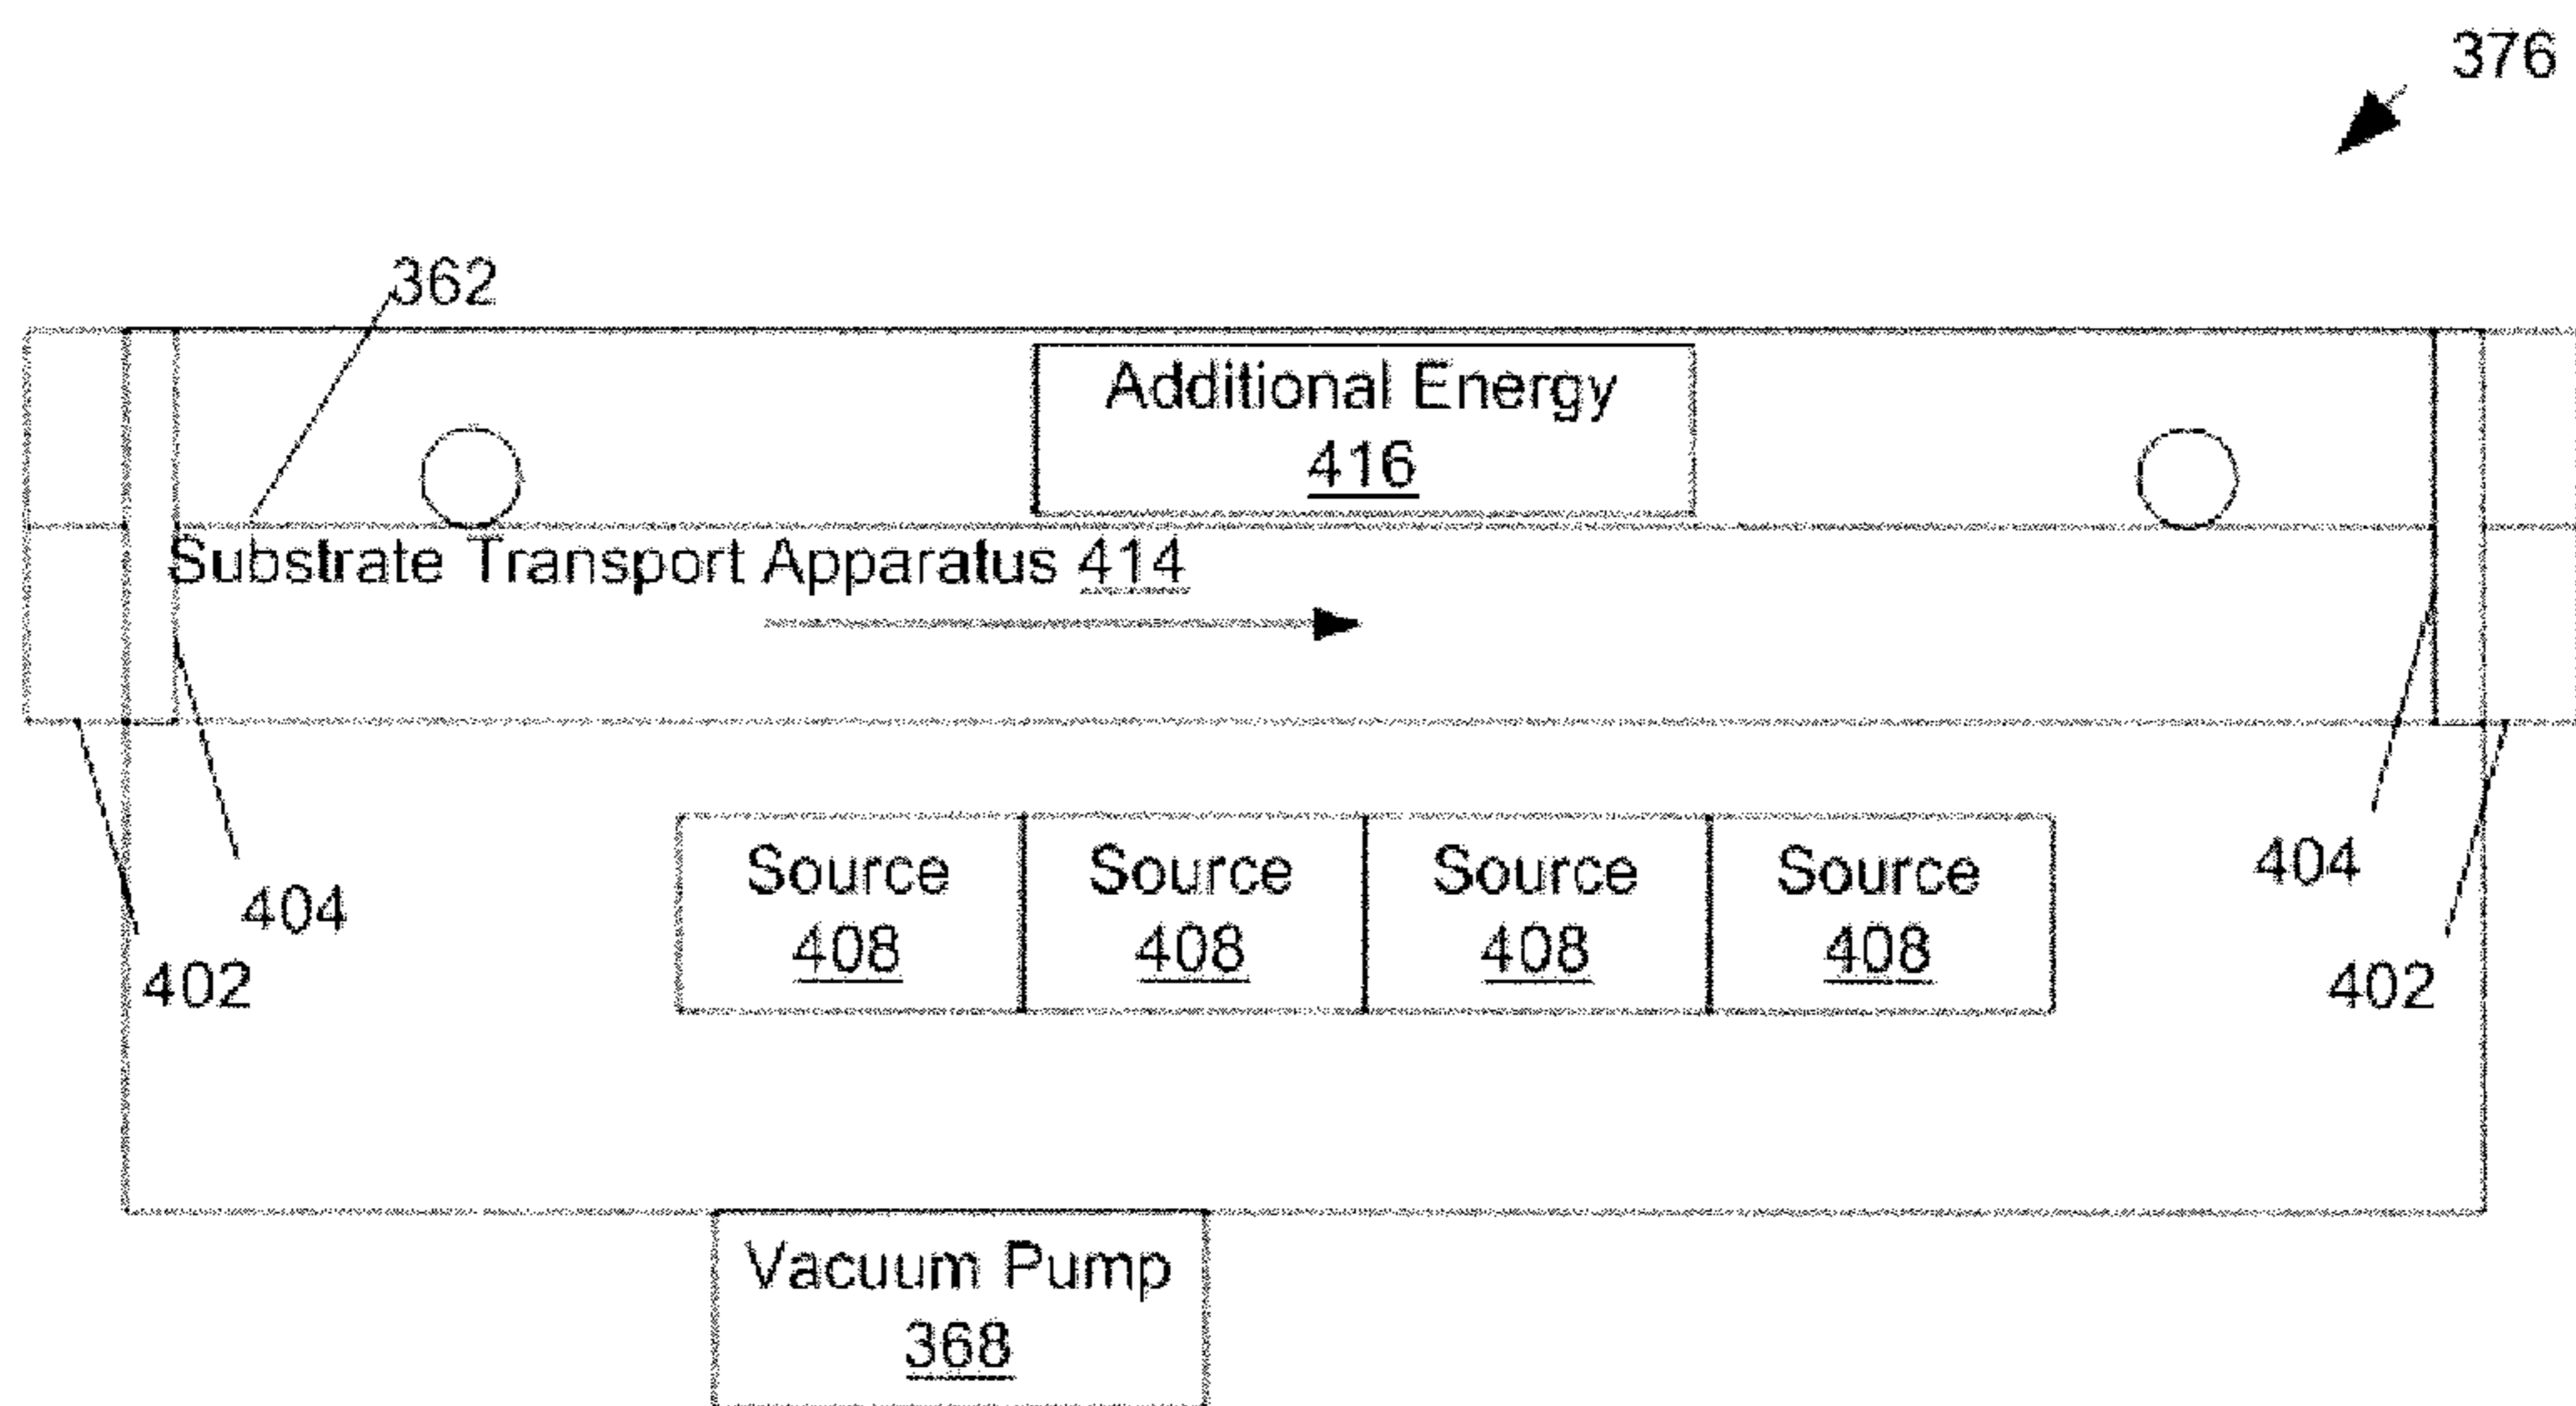 376
362
Additional Energy
416
Substrate Transport Apparatus 414
Source
408
Source
408
Source
408
Source
408
404
404
402
402
Vacuum Pump
368